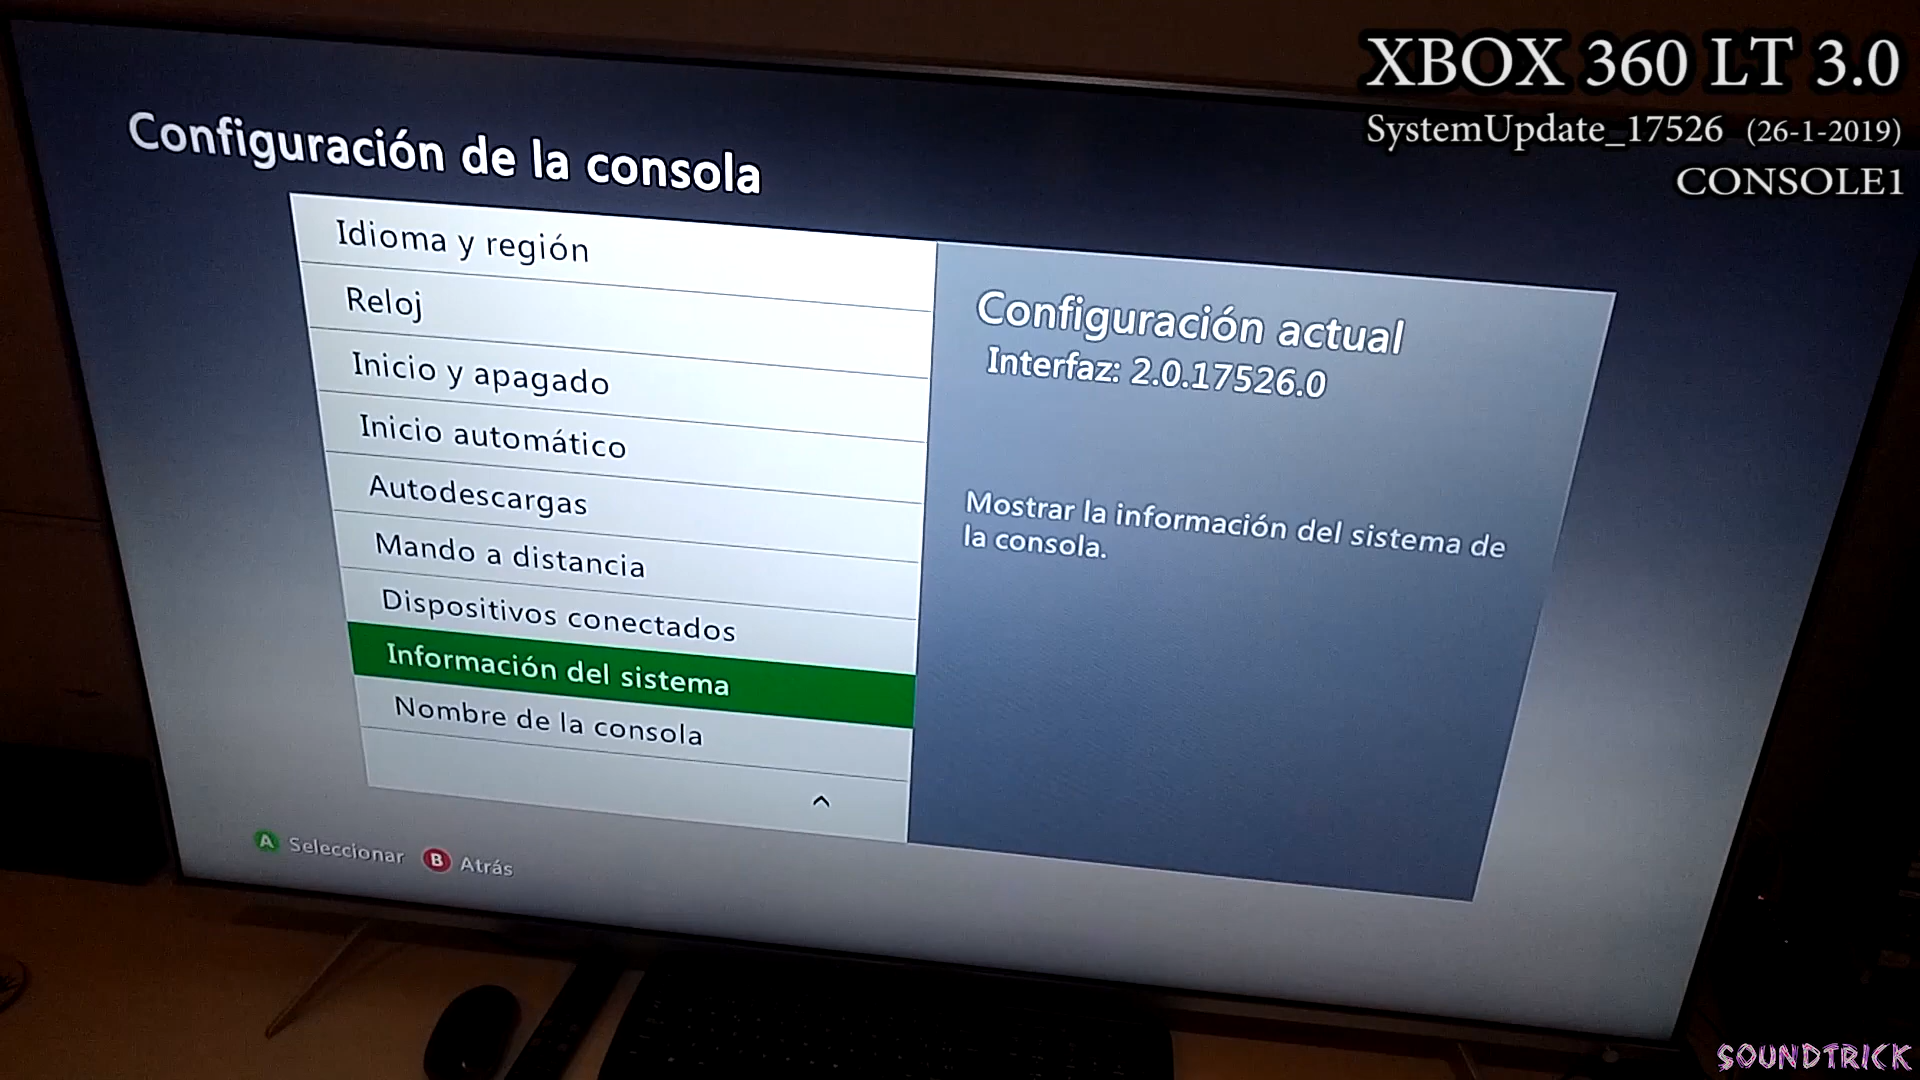 XBOX 360 LT 3.0
SystemUpdate_17526 (26-1-2019)
CONSOLE1
Configuración de la consola
Idioma y región
Reloj
Inicio y apagado
Inicio automático
Autodescargas
Mando a distancia
Dispositivos conectados
Información del sistema
Nombre de la consola
Configuración actual
Interfaz: 2.0.17526.0
Mostrar la información del sistema de
la consola.
A Seleccionar B Atrás
SOUNDTRICK